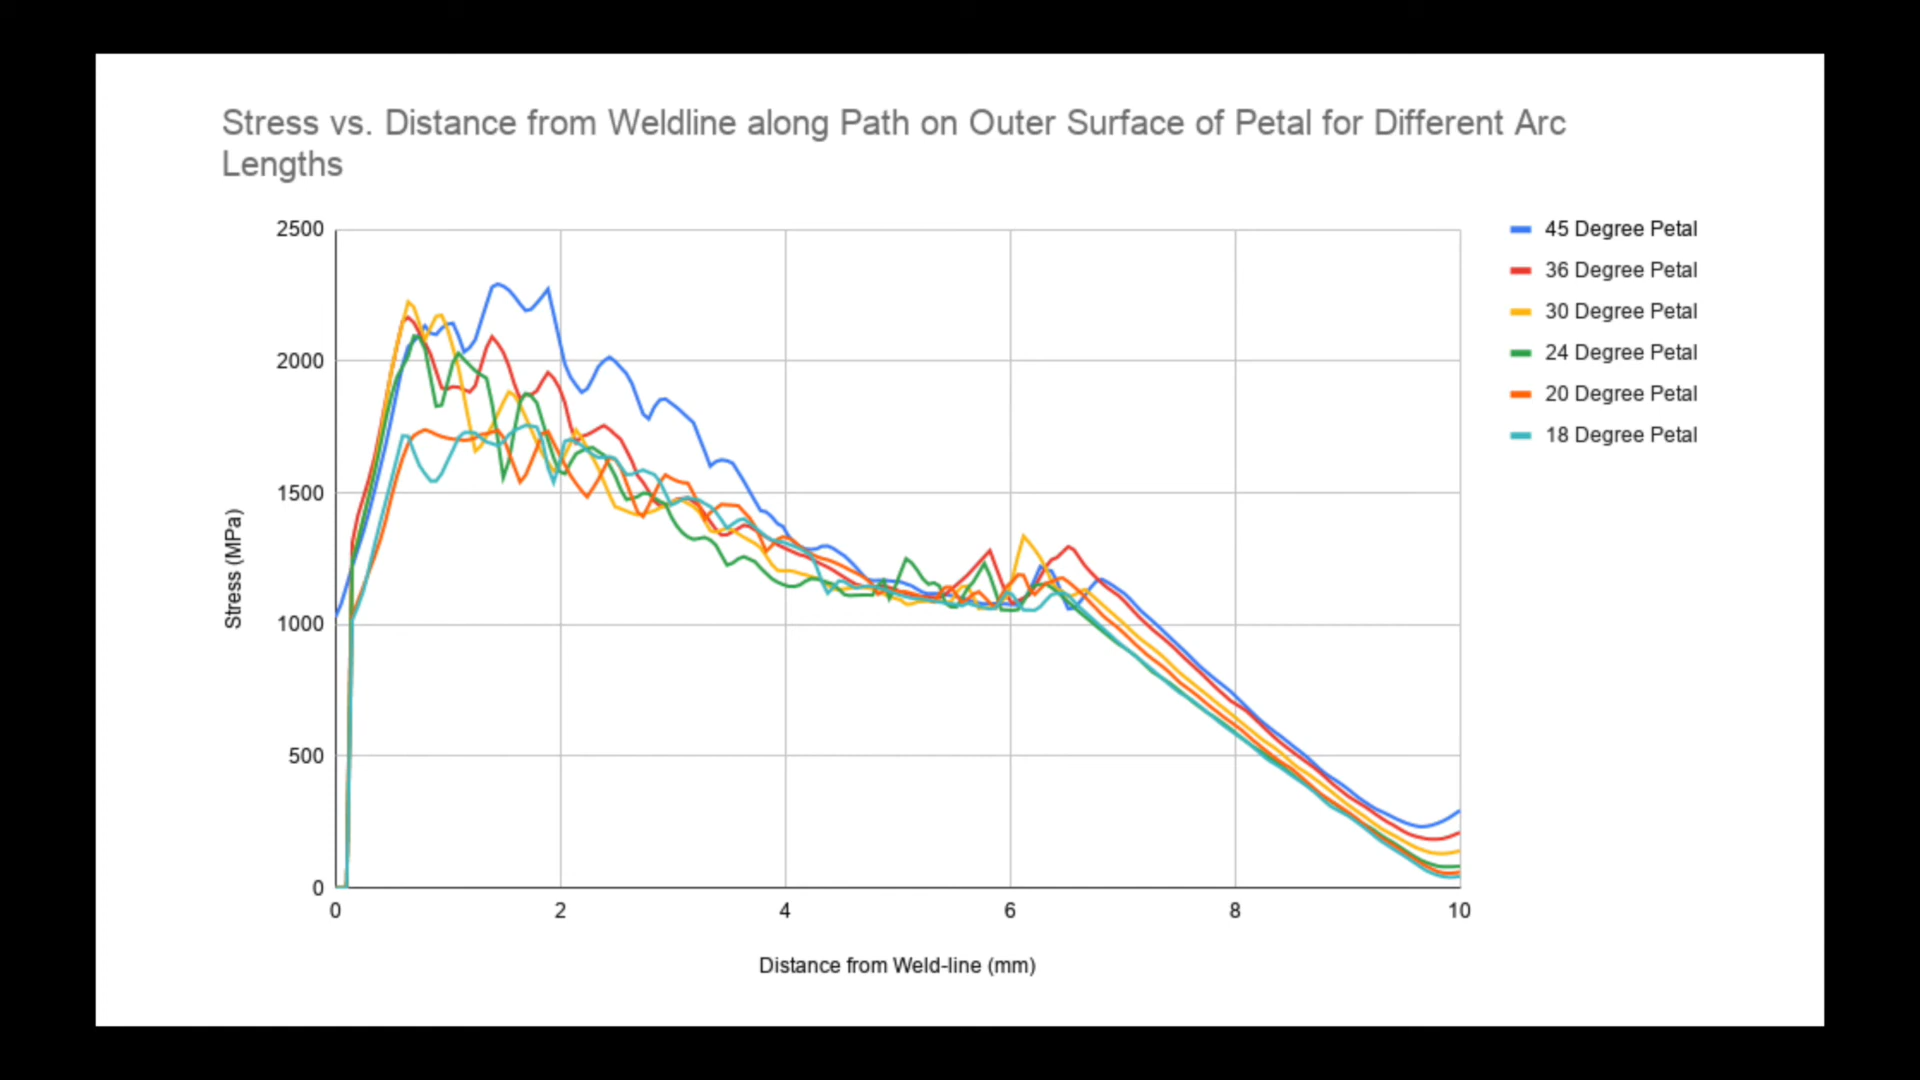 Stress vs. Distance from Weldline along Path on Outer Surface of Petal for Different Arc
Lengths
2500
2000
1500
1000
500
0
Stress (MPa)
0 2 4 6 8 10
Distance from Weld-line (mm)
45 Degree Petal
36 Degree Petal
30 Degree Petal
24 Degree Petal
20 Degree Petal
18 Degree Petal